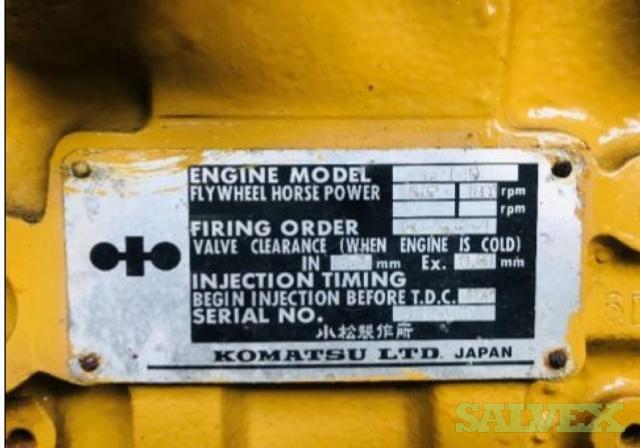 ENGINE MODEL
FLYWHEEL HORSE POWER rpm
rpm
FIRING ORDER
VALVE CLEARANCE (WHEN ENGINE IS COLD)
IN mm Ex. mm
INJECTION TIMING
BEGIN INJECTION BEFORE T.D.C.
SERIAL NO.
小松製作所
KOMATSU LTD. JAPAN
SALVEX